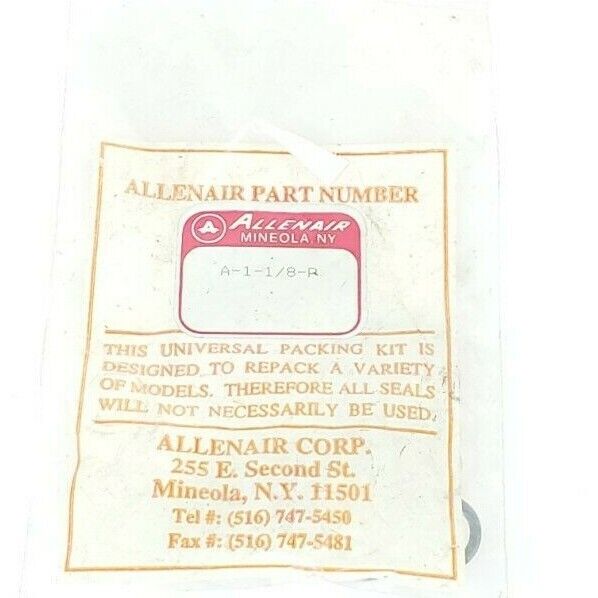 ALLENAIR PART NUMBER
A ALLENAIR
MINEOLA, NY
A-1-1/8-R
THIS UNIVERSAL PACKING KIT IS
DESIGNED TO REPACK A VARIETY
OF MODELS. THEREFORE ALL SEALS
WILL NOT NECESSARILY BE USED.
ALLENAIR CORP.
255 E. Second St.
Mineola, N.Y. 11501
Tel #: (516) 747-5450
Fax #: (516) 747-5481